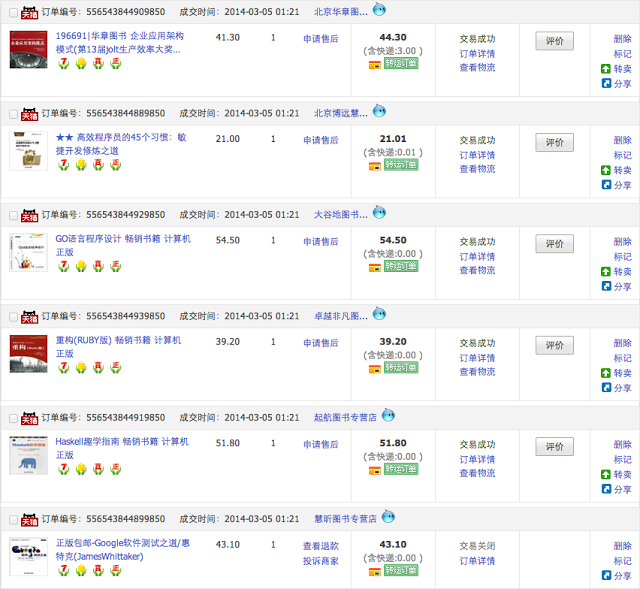 天猫 订单编号：556543844899850 成交时间：2014-03-05 01:21 北京华章图...
196691|华章图书 企业应用架构 41.30 1 申请售后 44.30 交易成功 评价 删除
模式(第13届jolt生产效率大奖... (含快递:3.00 ) 订单详情 标记
转运订单 查看物流 转卖
分享
天猫 订单编号：556543844889850 成交时间：2014-03-05 01:21 北京博远慧...
★★ 高效程序员的45个习惯：敏 21.00 1 申请售后 21.01 交易成功 评价 删除
捷开发修炼之道 (含快递:0.01 ) 订单详情 标记
转运订单 查看物流 转卖
分享
天猫 订单编号：556543844929850 成交时间：2014-03-05 01:21 大谷地图书...
GO语言程序设计 畅销书籍 计算机 54.50 1 申请售后 54.50 交易成功 评价 删除
正版 (含快递:0.00 ) 订单详情 标记
转运订单 查看物流 转卖
分享
天猫 订单编号：556543844939850 成交时间：2014-03-05 01:21 卓越非凡图...
重构(RUBY版) 畅销书籍 计算机 39.20 1 申请售后 39.20 交易成功 评价 删除
正版 (含快递:0.00 ) 订单详情 标记
转运订单 查看物流 转卖
分享
天猫 订单编号：556543844919850 成交时间：2014-03-05 01:21 起航图书专营店
Haskell趣学指南 畅销书籍 计算机 51.80 1 申请售后 51.80 交易成功 评价 删除
正版 (含快递:0.00 ) 订单详情 标记
转运订单 查看物流 转卖
分享
天猫 订单编号：556543844909850 成交时间：2014-03-05 01:21 慧昕图书专营店
正版包邮-Google软件测试之道/惠 43.10 1 查看退款 43.10 交易关闭 删除
特克(JamesWhittaker) 投诉商家 (含快递:0.00 ) 订单详情 标记
转运订单 分享